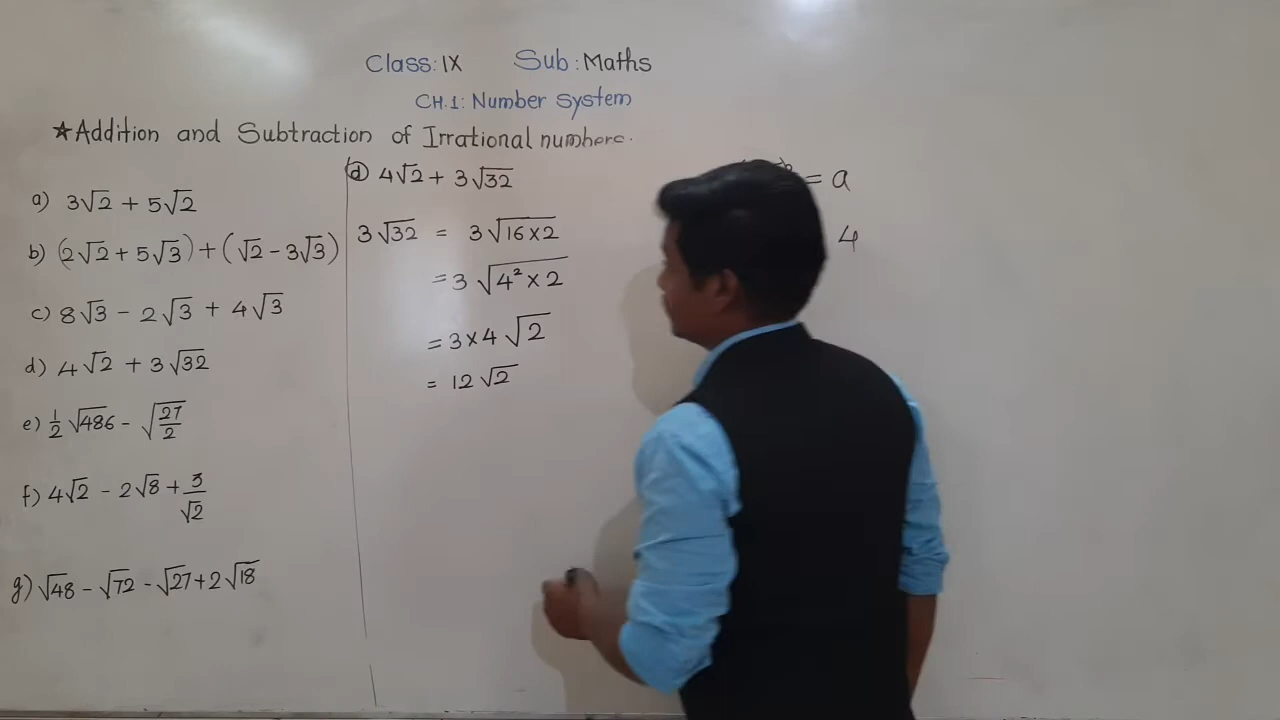 Class: IX Sub: Maths
CH.1: Number system
★Addition and Subtraction of Irrational numbers.
a) 3√2 + 5√2
b) (2√2 + 5√3) + (√2 - 3√3)
c) 8√3 - 2√3 + 4√3
d) 4√2 + 3√32
e) 1/2 √486 - √(27/2)
f) 4√2 - 2√8 + 3/√2
g) √48 - √72 - √27 + 2√18
(d) 4√2 + 3√32
3√32 = 3√(16×2)
= 3√(4²×2)
= 3×4√2
= 12√2
= a
4